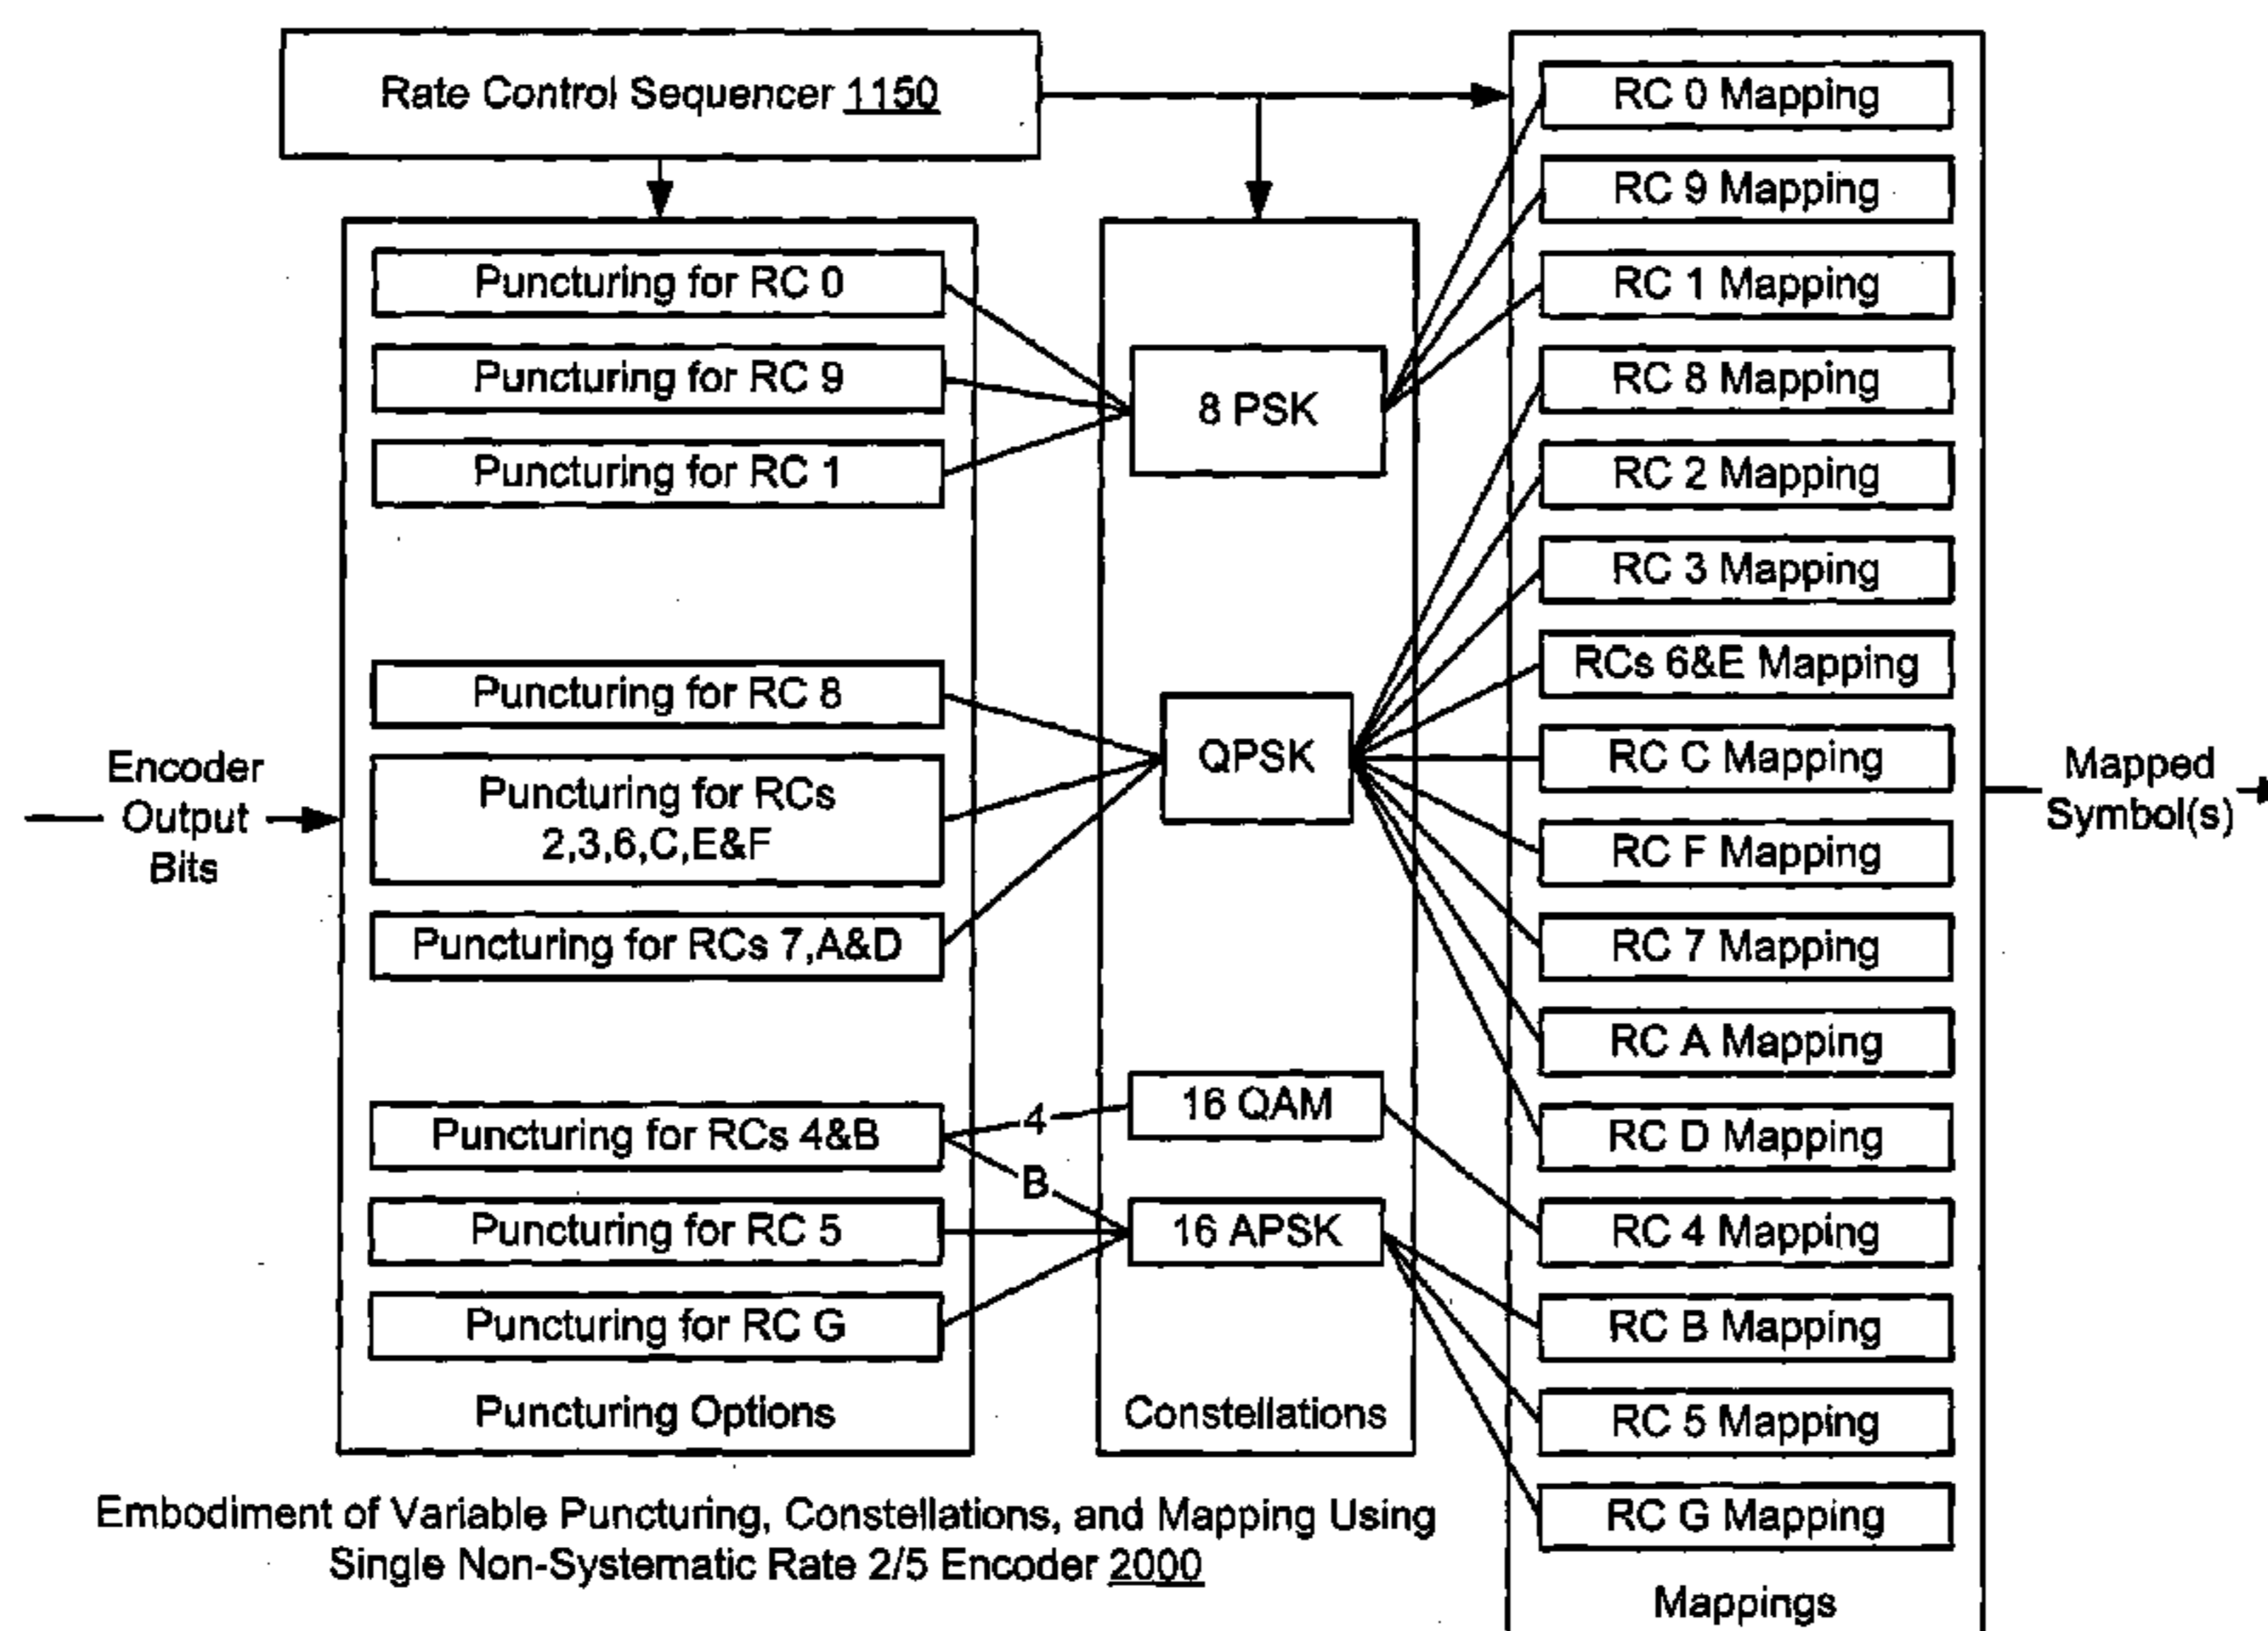 Rate Control Sequencer 1150
Puncturing for RC 0
Puncturing for RC 9
Puncturing for RC 1
Puncturing for RC 8
Puncturing for RCs
2,3,6,C,E&F
Puncturing for RCs 7,A&D
Puncturing for RCs 4&B
Puncturing for RC 5
Puncturing for RC G
Puncturing Options
Encoder
Output
Bits
4
B
8 PSK
QPSK
16 QAM
16 APSK
Constellations
RC 0 Mapping
RC 9 Mapping
RC 1 Mapping
RC 8 Mapping
RC 2 Mapping
RC 3 Mapping
RCs 6&E Mapping
RC C Mapping
RC F Mapping
RC 7 Mapping
RC A Mapping
RC D Mapping
RC 4 Mapping
RC B Mapping
RC 5 Mapping
RC G Mapping
Mappings
Mapped
Symbol(s)
Embodiment of Variable Puncturing, Constellations, and Mapping Using
Single Non-Systematic Rate 2/5 Encoder 2000